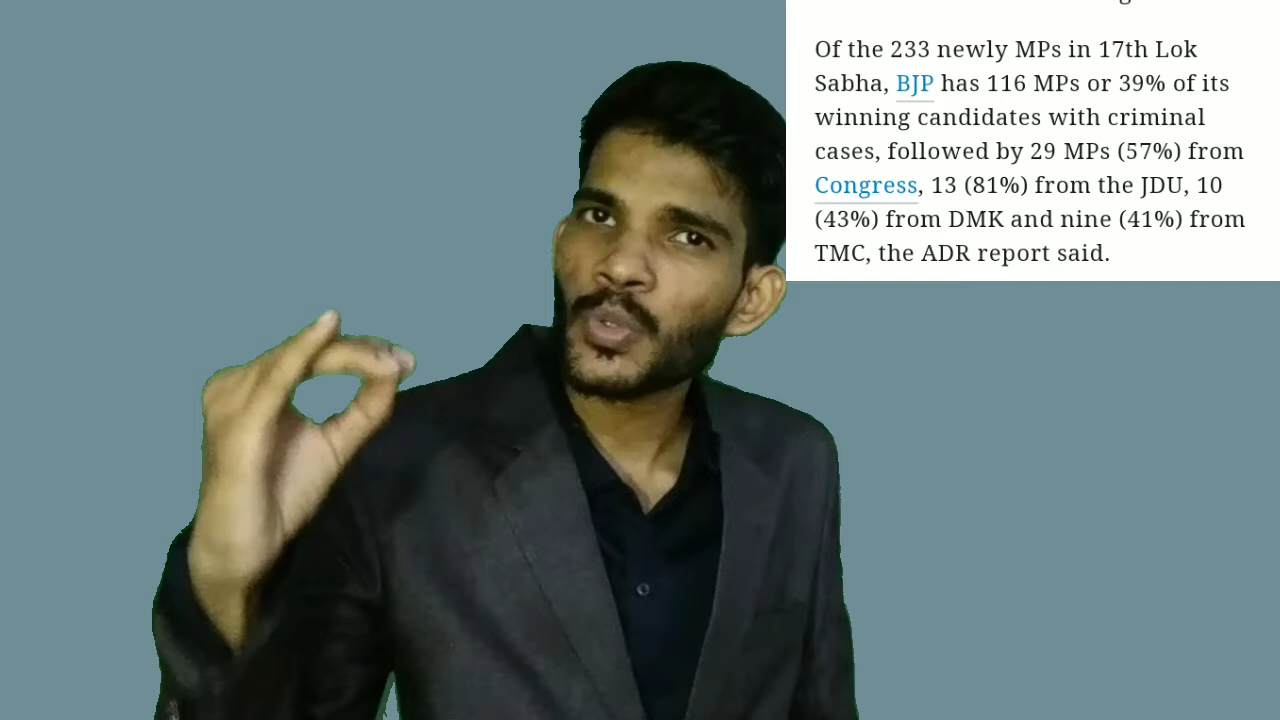 Of the 233 newly MPs in 17th Lok
Sabha, BJP has 116 MPs or 39% of its
winning candidates with criminal
cases, followed by 29 MPs (57%) from
Congress, 13 (81%) from the JDU, 10
(43%) from DMK and nine (41%) from
TMC, the ADR report said.